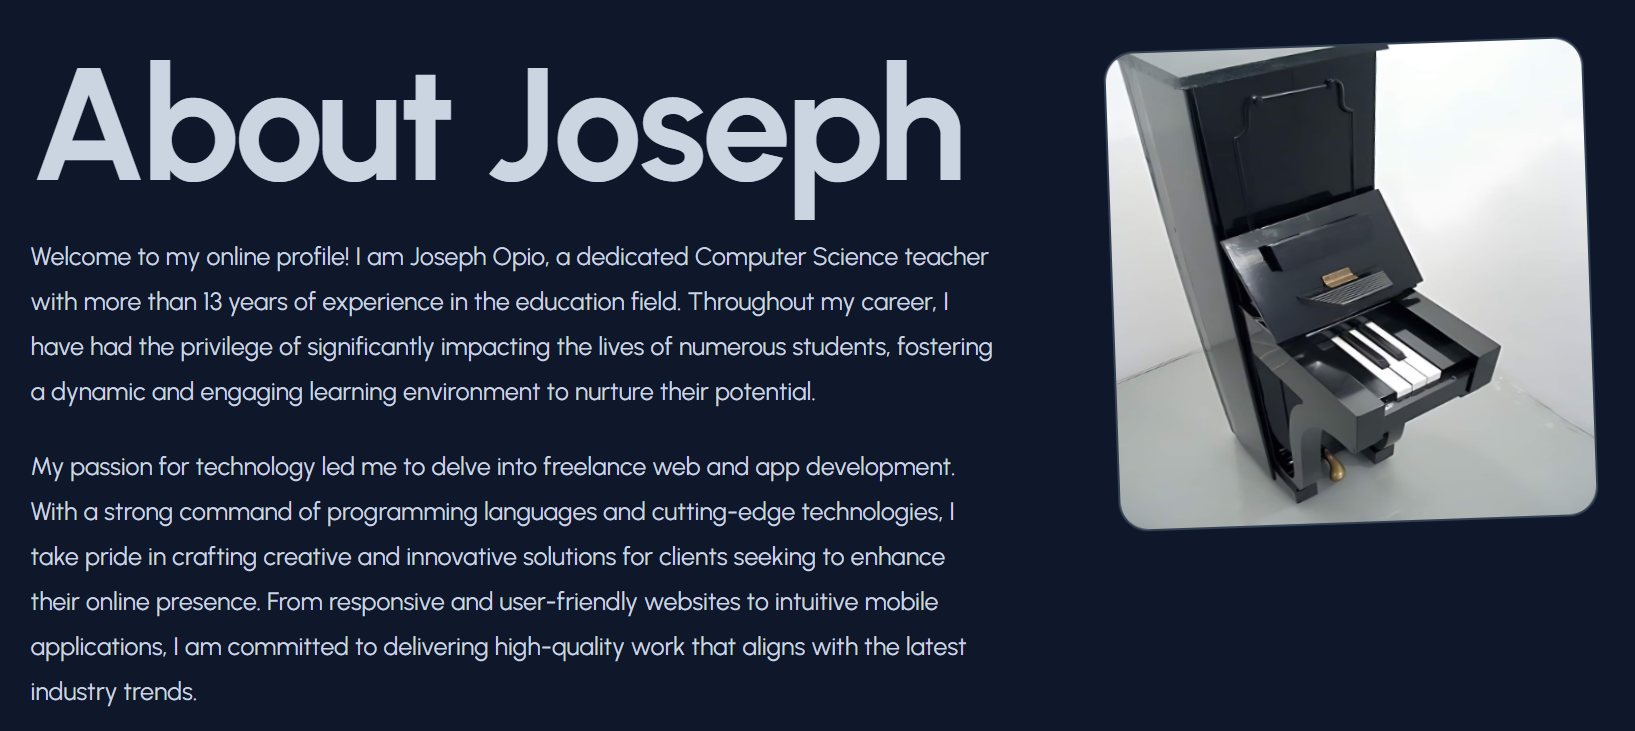 About Joseph
Welcome to my online profile! I am Joseph Opio, a dedicated Computer Science teacher
with more than 13 years of experience in the education field. Throughout my career, I
have had the privilege of significantly impacting the lives of numerous students, fostering
a dynamic and engaging learning environment to nurture their potential.
My passion for technology led me to delve into freelance web and app development.
With a strong command of programming languages and cutting-edge technologies, I
take pride in crafting creative and innovative solutions for clients seeking to enhance
their online presence. From responsive and user-friendly websites to intuitive mobile
applications, I am committed to delivering high-quality work that aligns with the latest
industry trends.